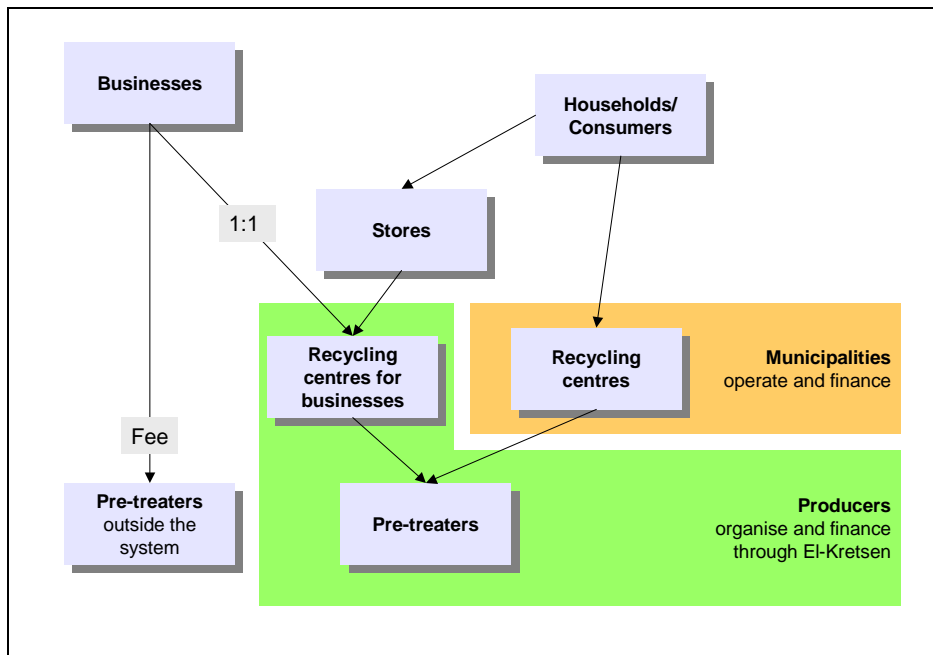 Businesses
Households/
Consumers
1:1
Stores
Recycling
centres for
businesses
Recycling
centres
Municipalities
operate and finance
Fee
Pre-treaters
outside the
system
Pre-treaters
Producers
organise and finance
through El-Kretsen